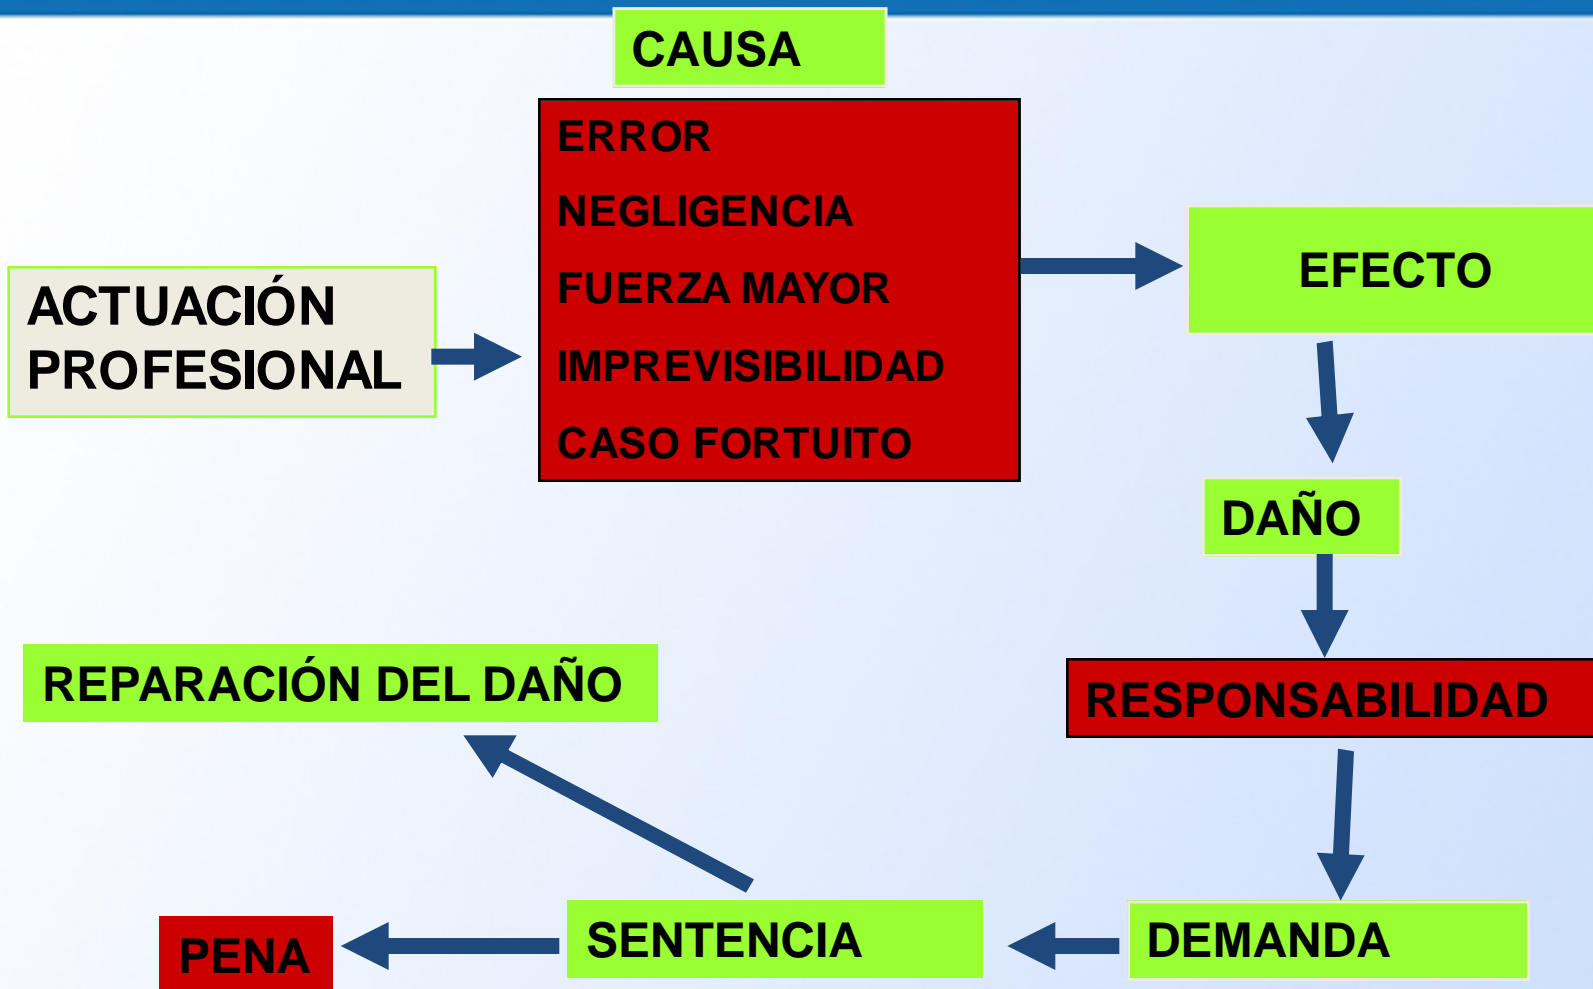 CAUSA
ERROR
NEGLIGENCIA
FUERZA MAYOR
IMPREVISIBILIDAD
CASO FORTUITO
ACTUACIÓN
PROFESIONAL
EFECTO
DAÑO
RESPONSABILIDAD
DEMANDA
SENTENCIA
REPARACIÓN DEL DAÑO
PENA